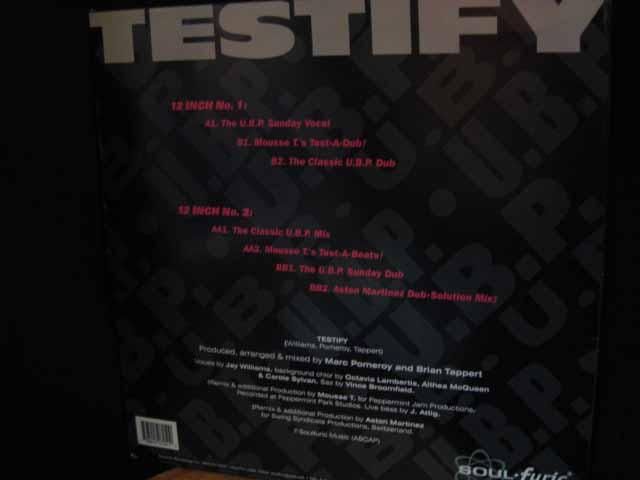 TESTIFY
12 INCH No. 1:
A1. The U.B.P. Sunday Vocal
B1. Mousse T.'s Test-A-Dub!
B2. The Classic U.B.P. Dub
12 INCH No. 2:
AA1. The Classic U.B.P. Mix
AA2. Mousse T.'s Test-A-Beats!
BB1. The U.B.P. Sunday Dub
BB2. Aston Martinez Dub-Solution Mix!
TESTIFY
(Williams, Pomeroy, Tappert)
Produced, arranged & mixed by Marc Pomeroy and Brian Tappert
Vocals by Jay Williams, background choir by Octavia Lambertis, Althea McQueen
& Carole Sylvan. Sax by Vince Broomfield.
(Remix & additional Production by Mousse T. for Peppermint Jam Productions,
Recorded at Peppermint Park Studios. Live bass by J. Attig.
(Remix & additional Production by Aston Martinez
for Swing Syndicate Productions, Switzerland.
Soulfuric Music (ASCAP)
SOUL·furic
U.B.P.